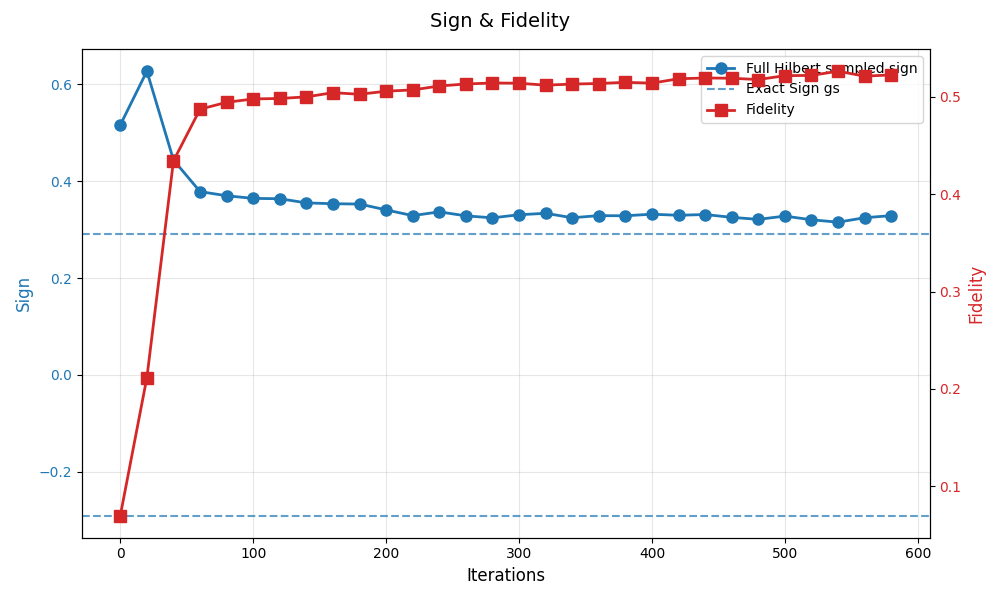 Sign & Fidelity
Full Hilbert sampled sign
Exact Sign gs
Fidelity
0.6
0.4
0.2
0.0
−0.2
Sign
0.5
0.4
0.3
0.2
0.1
Fidelity
0 100 200 300 400 500 600
Iterations